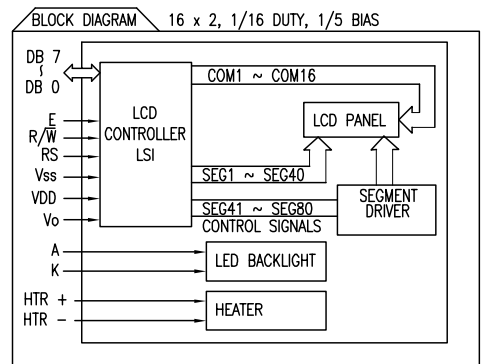 BLOCK DIAGRAM 16 x 2, 1/16 DUTY, 1/5 BIAS
DB 7
~
DB 0
E
R/W̅
RS
Vss
VDD
Vo
A
K
HTR +
HTR −
LCD
CONTROLLER
LSI
COM1 ~ COM16
LCD PANEL
SEG1 ~ SEG40
SEG41 ~ SEG80
CONTROL SIGNALS
SEGMENT
DRIVER
LED BACKLIGHT
HEATER